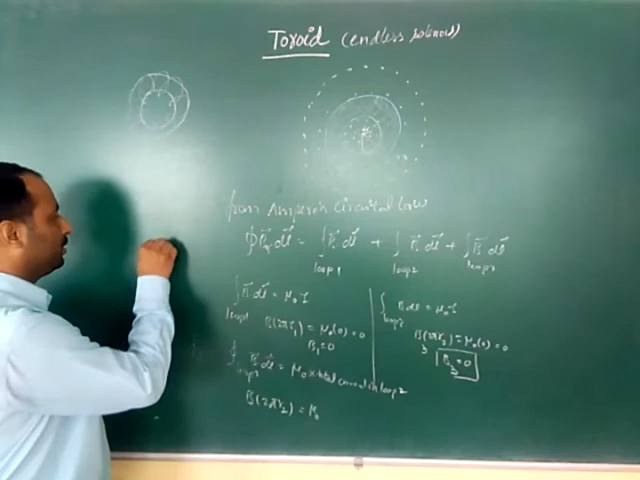 Toroid (endless solenoid)
from Ampere's Circuital law
∮B.dl = ∫B.dl + ∫B.dl + ∫B.dl
loop1 loop2 loop3
∫B.dl = μ₀I
loop1
B(2πr₁) = μ₀(0) = 0
B₁=0
∮B.dl = μ₀ x total current in loop2
loop2
B(2πr₂) = μ₀
∫B.dl = μ₀I
loop3
B₃(2πr₃) = μ₀(0) = 0
B₃ = 0